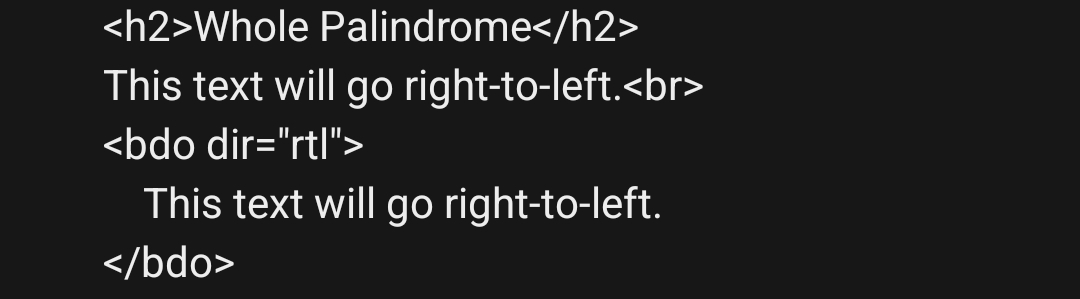 <h2>Whole Palindrome</h2>
This text will go right-to-left.<br>
<bdo dir="rtl">
This text will go right-to-left.
</bdo>